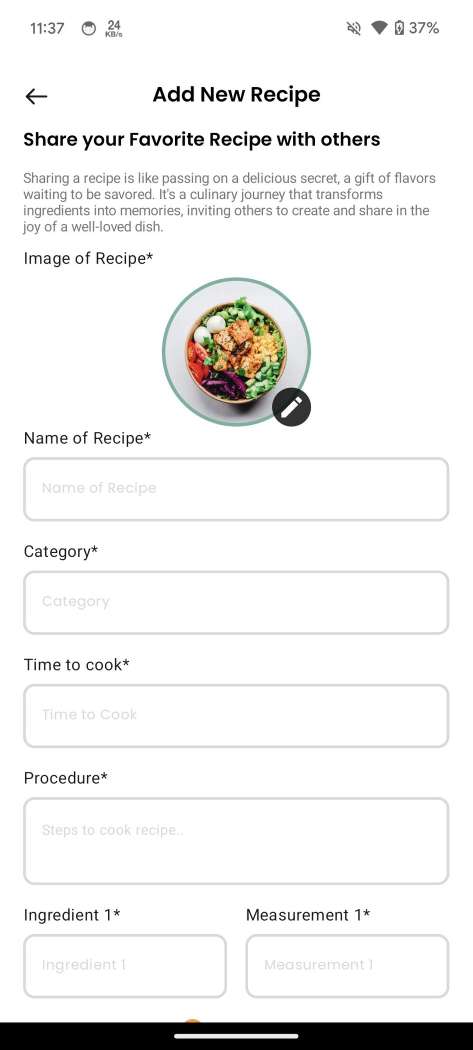 11:37 24 KB/s 37%
Add New Recipe
Share your Favorite Recipe with others
Sharing a recipe is like passing on a delicious secret, a gift of flavors
waiting to be savored. It's a culinary journey that transforms
ingredients into memories, inviting others to create and share in the
joy of a well-loved dish.
Image of Recipe*
Name of Recipe*
Name of Recipe
Category*
Category
Time to cook*
Time to Cook
Procedure*
Steps to cook recipe..
Ingredient 1* Measurement 1*
Ingredient 1 Measurement 1